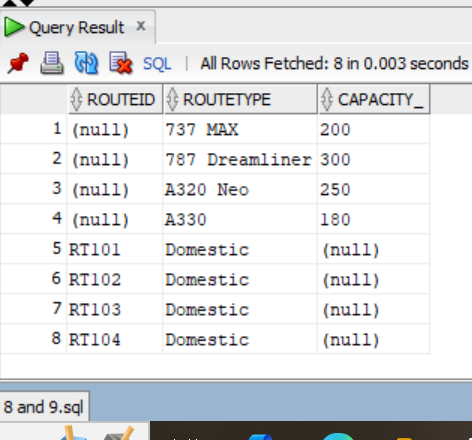 Query Result x
SQL | All Rows Fetched: 8 in 0.003 seconds
ROUTEID ROUTETYPE CAPACITY_
1 (null) 737 MAX 200
2 (null) 787 Dreamliner 300
3 (null) A320 Neo 250
4 (null) A330 180
5 RT101 Domestic (null)
6 RT102 Domestic (null)
7 RT103 Domestic (null)
8 RT104 Domestic (null)
8 and 9.sql